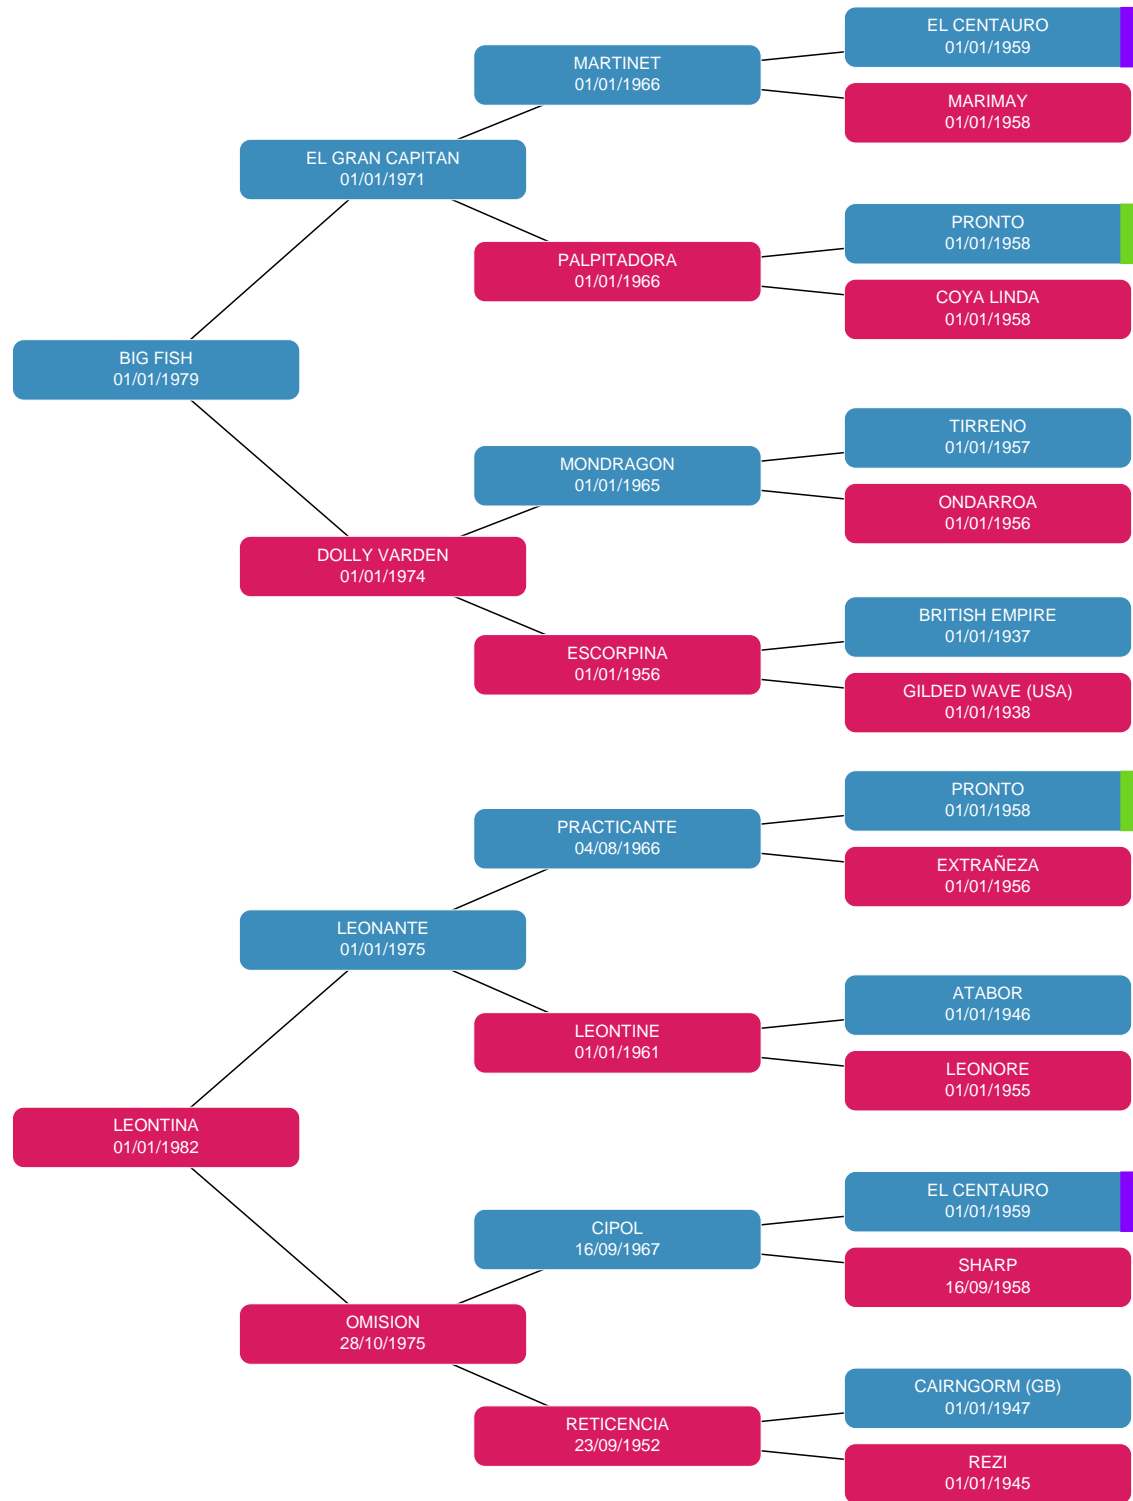 EL CENTAURO
01/01/1959
MARTINET
01/01/1966
MARIMAY
01/01/1958
EL GRAN CAPITAN
01/01/1971
PRONTO
01/01/1958
PALPITADORA
01/01/1966
COYA LINDA
01/01/1958
BIG FISH
01/01/1979
TIRRENO
01/01/1957
MONDRAGON
01/01/1965
ONDARROA
01/01/1956
DOLLY VARDEN
01/01/1974
BRITISH EMPIRE
01/01/1937
ESCORPINA
01/01/1956
GILDED WAVE (USA)
01/01/1938
PRONTO
01/01/1958
PRACTICANTE
04/08/1966
EXTRAÑEZA
01/01/1956
LEONANTE
01/01/1975
ATABOR
01/01/1946
LEONTINE
01/01/1961
LEONORE
01/01/1955
LEONTINA
01/01/1982
EL CENTAURO
01/01/1959
CIPOL
16/09/1967
SHARP
16/09/1958
OMISION
28/10/1975
CAIRNGORM (GB)
01/01/1947
RETICENCIA
23/09/1952
REZI
01/01/1945